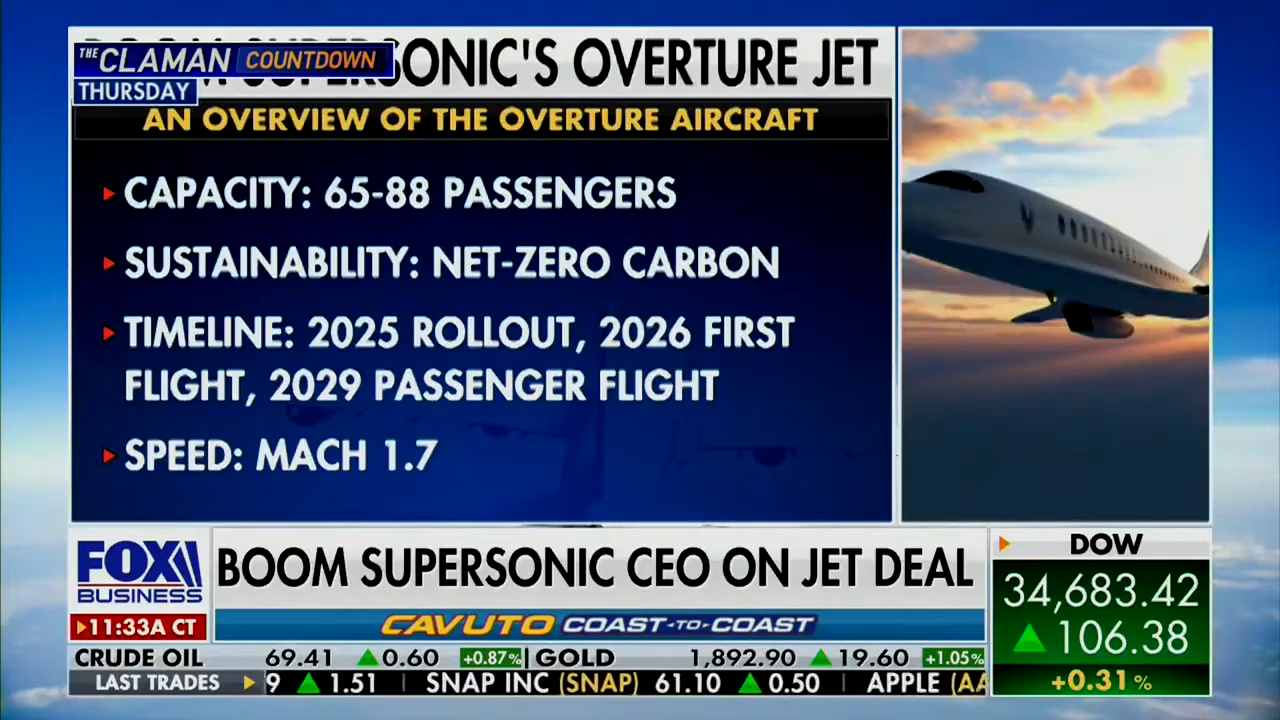 THE CLAMAN COUNTDOWN
THURSDAY
SUPERSONIC'S OVERTURE JET
AN OVERVIEW OF THE OVERTURE AIRCRAFT
CAPACITY: 65-88 PASSENGERS
SUSTAINABILITY: NET-ZERO CARBON
TIMELINE: 2025 ROLLOUT, 2026 FIRST
FLIGHT, 2029 PASSENGER FLIGHT
SPEED: MACH 1.7
FOX
BUSINESS
11:33A CT
BOOM SUPERSONIC CEO ON JET DEAL
CAVUTO COAST-TO-COAST
DOW
34,683.42
▲ 106.38
+0.31%
CRUDE OIL 69.41 ▲ 0.60 +0.87% | GOLD 1,892.90 ▲ 19.60 +1.05%
LAST TRADES 9 ▲ 1.51 | SNAP INC (SNAP) 61.10 ▲ 0.50 | APPLE (AA